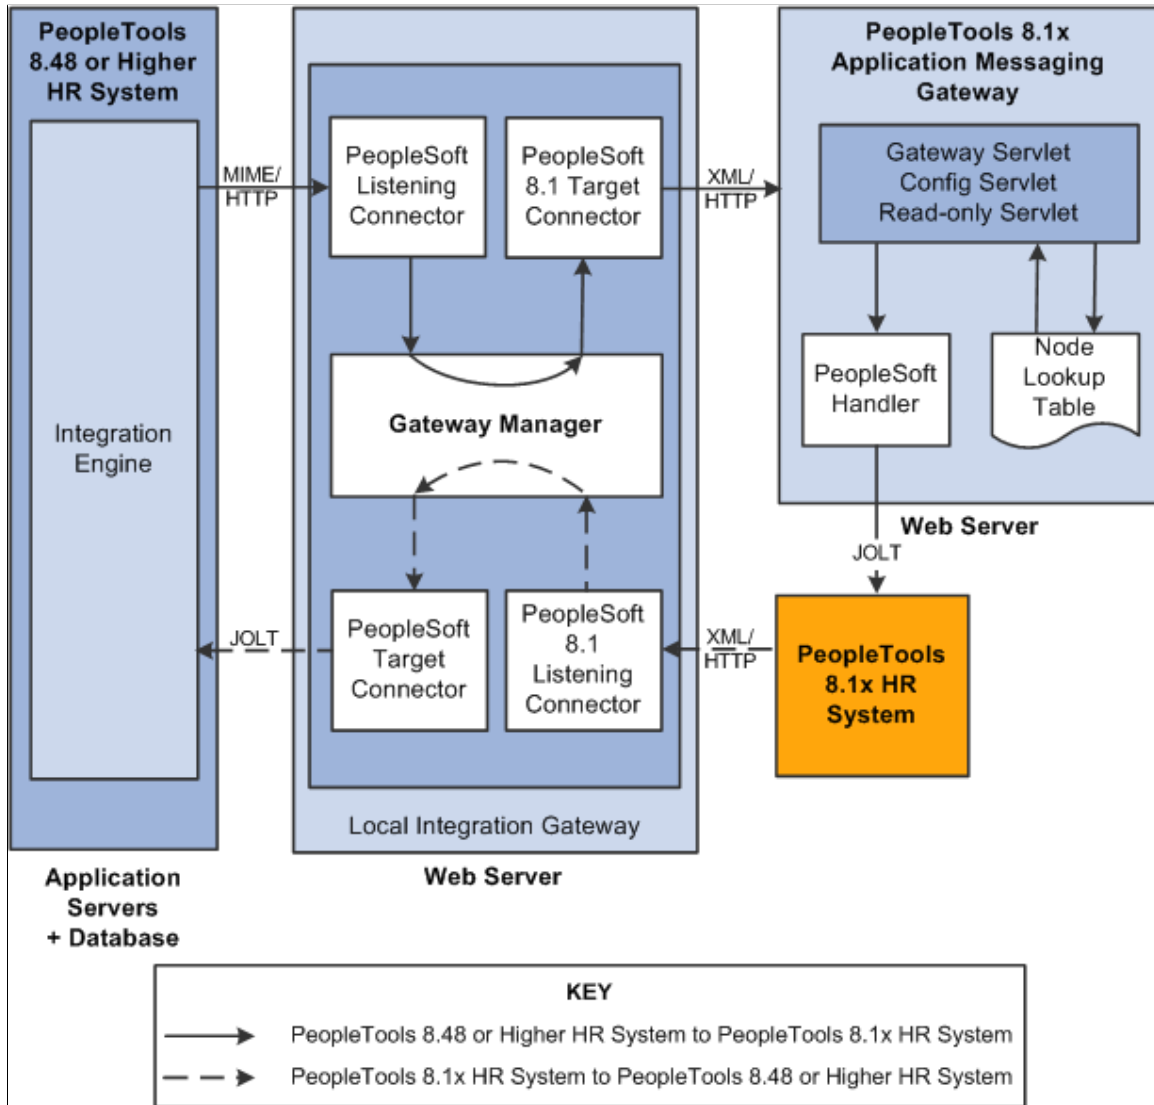 PeopleTools
8.48 or Higher
HR System
Integration
Engine
MIME/
HTTP
PeopleSoft
Listening
Connector
PeopleSoft
8.1 Target
Connector
Gateway Manager
PeopleSoft
Target
Connector
PeopleSoft
8.1
Listening
Connector
JOLT
Local Integration Gateway
Web Server
XML/
HTTP
PeopleTools 8.1x
Application Messaging
Gateway
Gateway Servlet
Config Servlet
Read-only Servlet
PeopleSoft
Handler
Node
Lookup
Table
Web Server
JOLT
XML/
HTTP
PeopleTools
8.1x HR
System
Application
Servers
+ Database
KEY
PeopleTools 8.48 or Higher HR System to PeopleTools 8.1x HR System
PeopleTools 8.1x HR System to PeopleTools 8.48 or Higher HR System